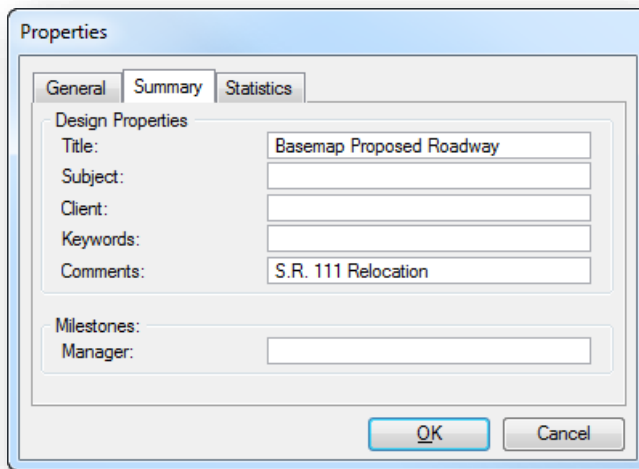 Properties
General Summary Statistics
Design Properties
Title: Basemap Proposed Roadway
Subject:
Client:
Keywords:
Comments: S.R. 111 Relocation
Milestones:
Manager:
OK Cancel